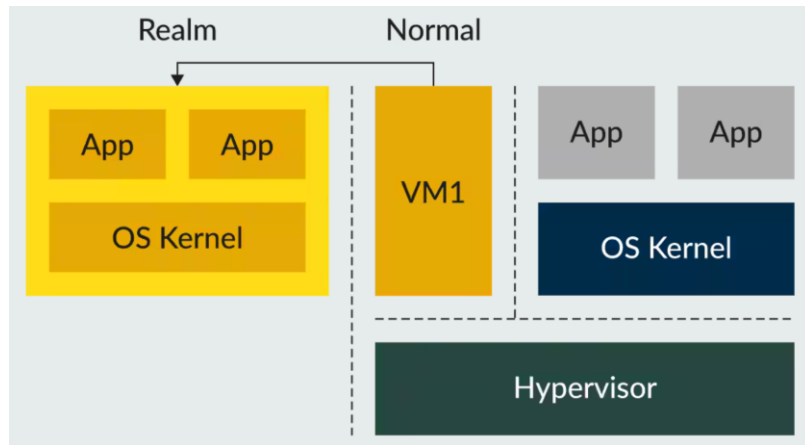 Realm
Normal
App
App
OS Kernel
VM1
App
App
OS Kernel
Hypervisor